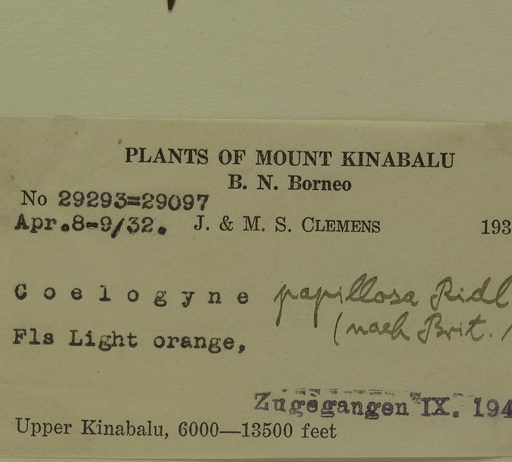 PLANTS OF MOUNT KINABALU
B. N. Borneo
No 29293=29097
Apr.8-9/32. J. & M. S. CLEMENS 193
Coelogyne papillosa Ridl
(nach Brit.
Fls Light orange,
Zugegangen IX. 194
Upper Kinabalu, 6000—13500 feet